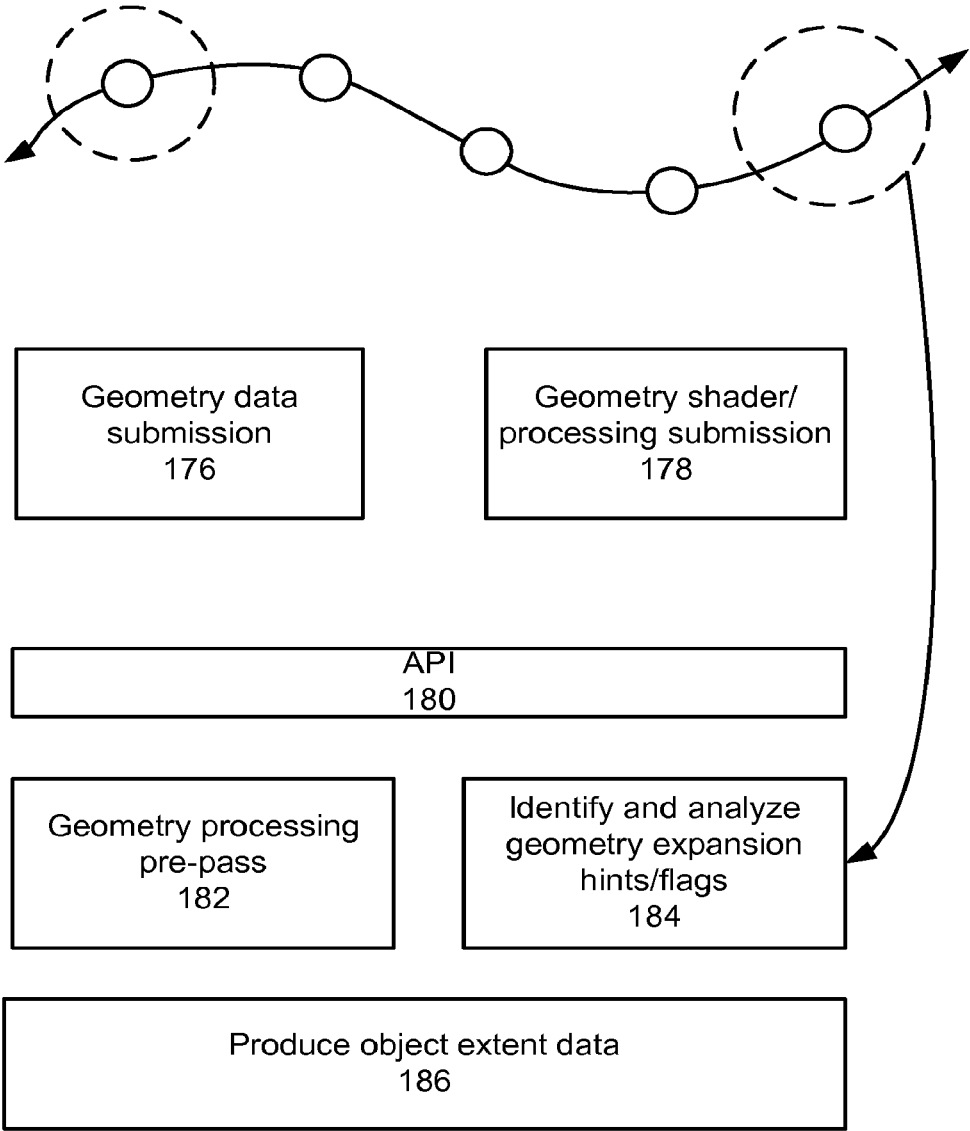 Geometry data
submission
176
Geometry shader/
processing submission
178
API
180
Geometry processing
pre-pass
182
Identify and analyze
geometry expansion
hints/flags
184
Produce object extent data
186